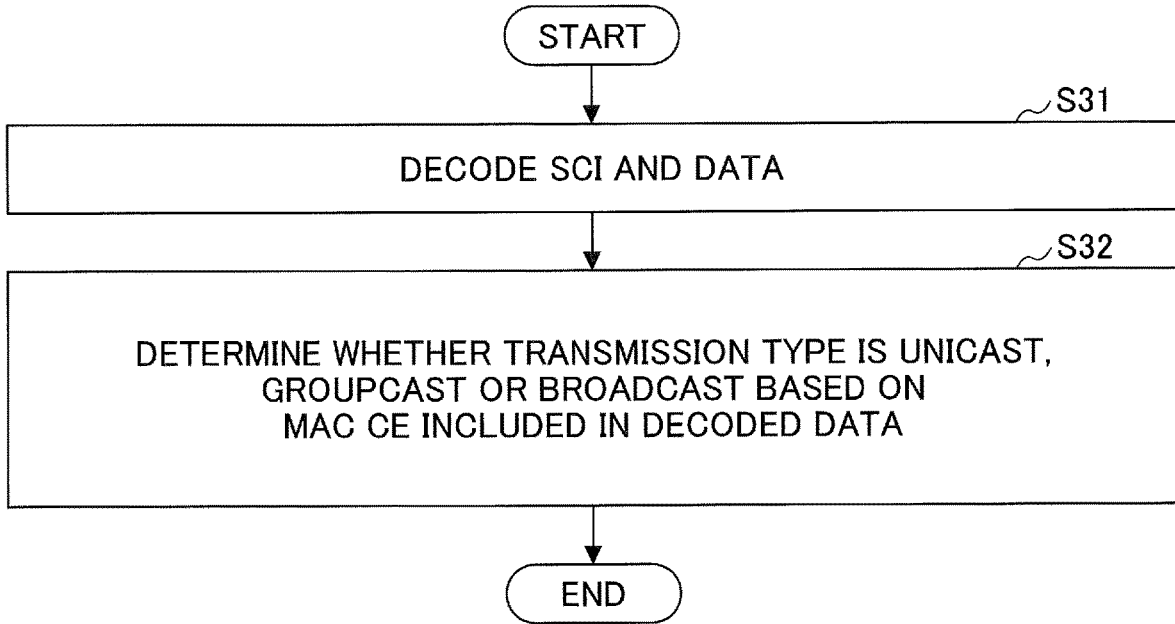 START
S31
DECODE SCI AND DATA
S32
DETERMINE WHETHER TRANSMISSION TYPE IS UNICAST,
GROUPCAST OR BROADCAST BASED ON
MAC CE INCLUDED IN DECODED DATA
END